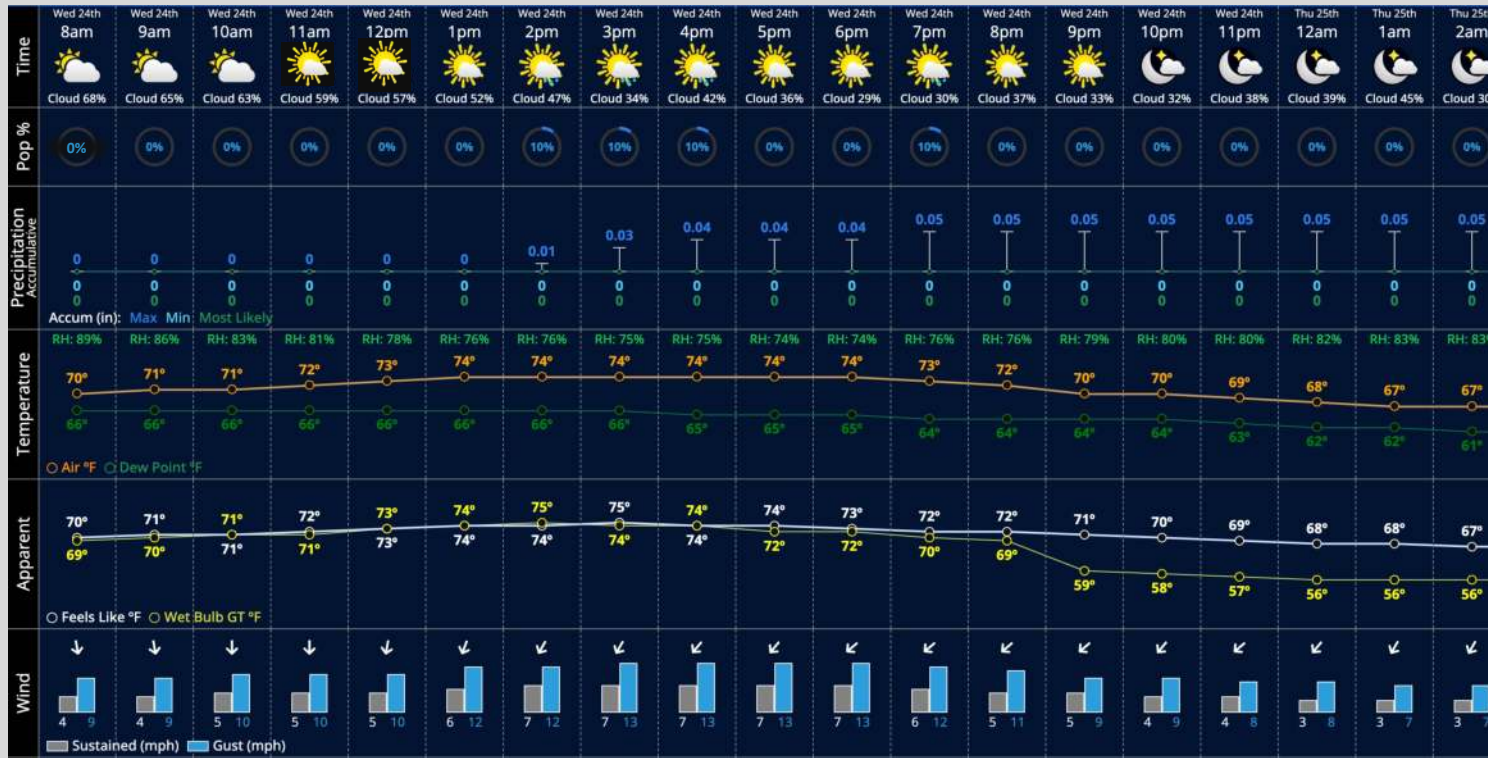 Wed 24th Wed 24th Wed 24th Wed 24th Wed 24th Wed 24th Wed 24th Wed 24th Wed 24th Wed 24th Wed 24th Wed 24th Wed 24th Wed 24th Wed 24th Wed 24th Thu 25th Thu 25th Thu 25th
Time 8am 9am 10am 11am 12pm 1pm 2pm 3pm 4pm 5pm 6pm 7pm 8pm 9pm 10pm 11pm 12am 1am 2am
Cloud 68% Cloud 65% Cloud 63% Cloud 59% Cloud 57% Cloud 52% Cloud 47% Cloud 34% Cloud 42% Cloud 36% Cloud 29% Cloud 30% Cloud 37% Cloud 33% Cloud 32% Cloud 38% Cloud 39% Cloud 45% Cloud 30
Pop % 0% 0% 0% 0% 0% 0% 10% 10% 10% 0% 0% 10% 0% 0% 0% 0% 0% 0% 0%
Precipitation
Accumulative
0 0 0 0 0 0 0.01 0.03 0.04 0.04 0.04 0.05 0.05 0.05 0.05 0.05 0.05 0.05 0.05
0 0 0 0 0 0 0 0 0 0 0 0 0 0 0 0 0 0 0
0 0 0 0 0 0 0 0 0 0 0 0 0 0 0 0 0 0 0
Accum (in): Max Min Most Likely
Temperature
RH: 89% RH: 86% RH: 83% RH: 81% RH: 78% RH: 76% RH: 76% RH: 75% RH: 75% RH: 74% RH: 74% RH: 76% RH: 76% RH: 79% RH: 80% RH: 80% RH: 82% RH: 83% RH: 83%
70° 71° 71° 72° 73° 74° 74° 74° 74° 74° 74° 73° 72° 70° 70° 69° 68° 67° 67°
66° 66° 66° 66° 66° 66° 66° 66° 65° 65° 65° 64° 64° 64° 64° 63° 62° 62° 61°
Air °F Dew Point °F
Apparent
70° 71° 71° 72° 73° 74° 75° 75° 74° 74° 73° 72° 72° 71° 70° 69° 68° 68° 67°
69° 70° 71° 71° 73° 74° 74° 74° 74° 72° 72° 70° 69° 59° 58° 57° 56° 56° 56°
Feels Like °F Wet Bulb GT °F
Wind
4 9 4 9 5 10 5 10 5 10 6 12 7 12 7 13 7 13 7 13 7 13 6 12 5 11 5 9 4 9 4 8 3 8 3 7 3 7
Sustained (mph) Gust (mph)